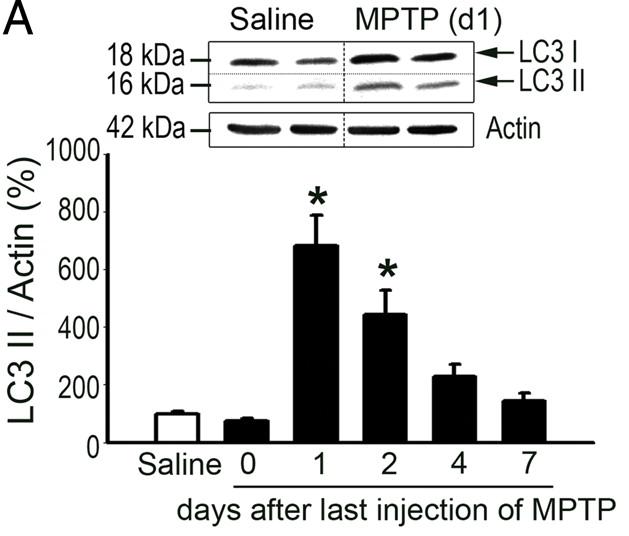 A
Saline MPTP (d1)
18 kDa LC3 I
16 kDa LC3 II
42 kDa Actin
LC3 II / Actin (%)
1000
800
600
400
200
0
* *
Saline 0 1 2 4 7
days after last injection of MPTP